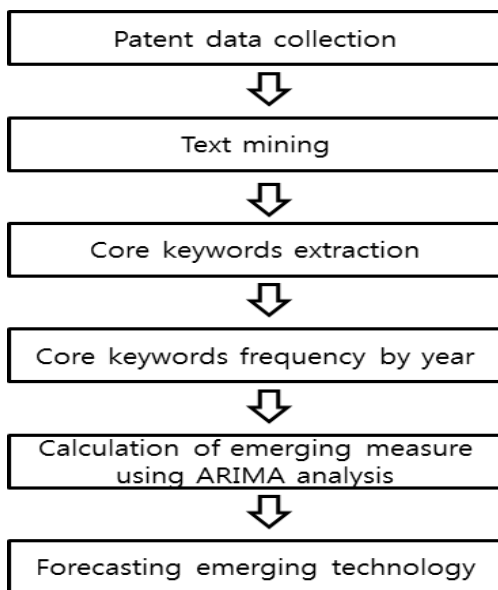 Patent data collection
Text mining
Core keywords extraction
Core keywords frequency by year
Calculation of emerging measure
using ARIMA analysis
Forecasting emerging technology